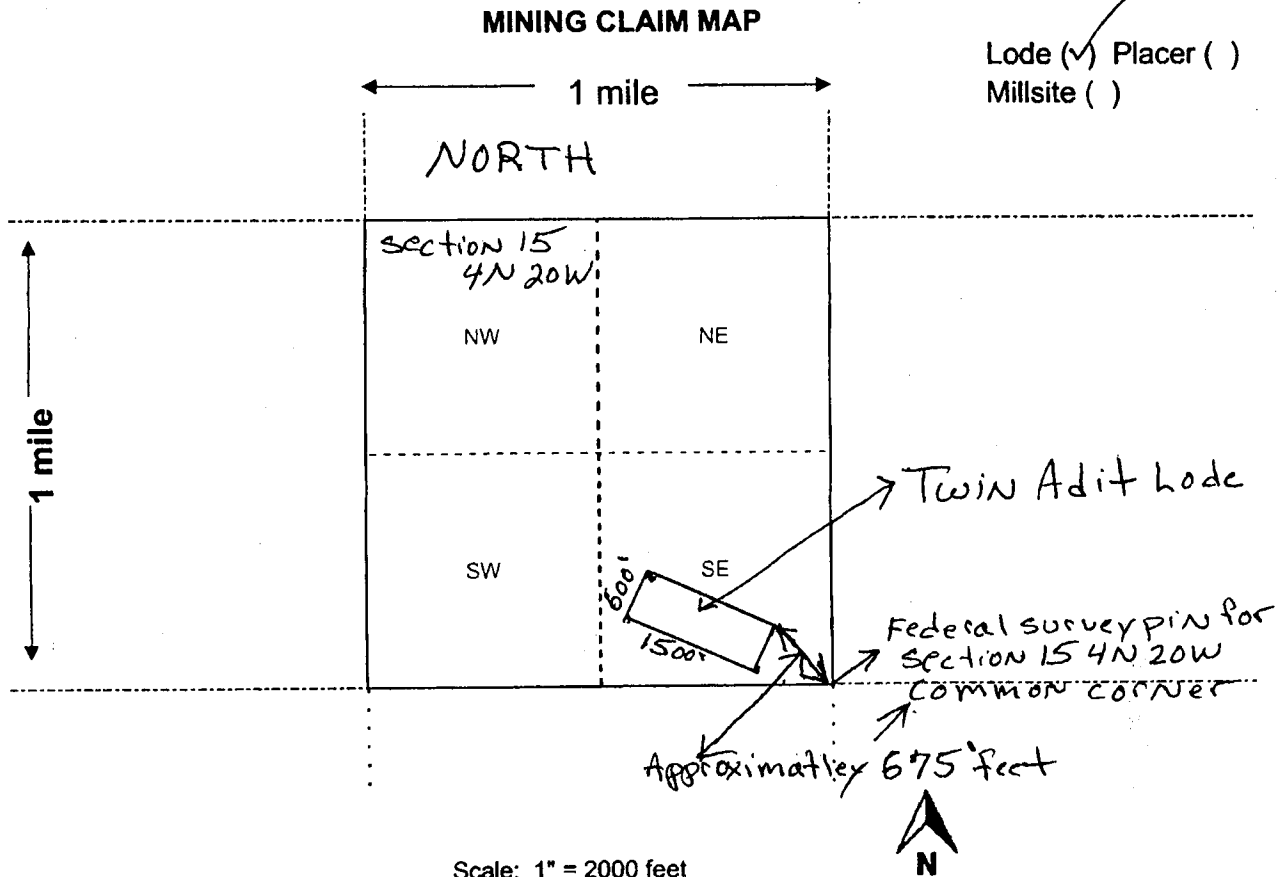 MINING CLAIM MAP
Lode (✓) Placer ( )
Millsite ( )
1 mile
NORTH
section 15
4N 20W
NW
NE
1 mile
Twin Adit Lode
SW
SE
600'
1500'
Federal survey pin for
section 15 4N 20W
common corner
Approximatley 675' feet
N
Scale: 1" = 2000 feet